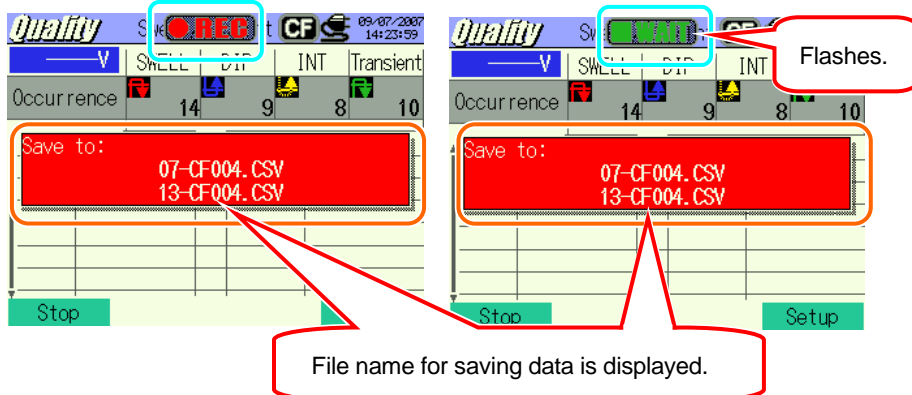 Quality
REC
CF
09/07/2007
14:23:59
V SWELL DIP INT Transient
Occurrence 14 9 8 10
Save to:
07-CF004.CSV
13-CF004.CSV
Stop
Quality
WAIT
CF
V SWELL DIP INT
Occurrence 14 9 8 10
Save to:
07-CF004.CSV
13-CF004.CSV
Stop Setup
Flashes.
File name for saving data is displayed.